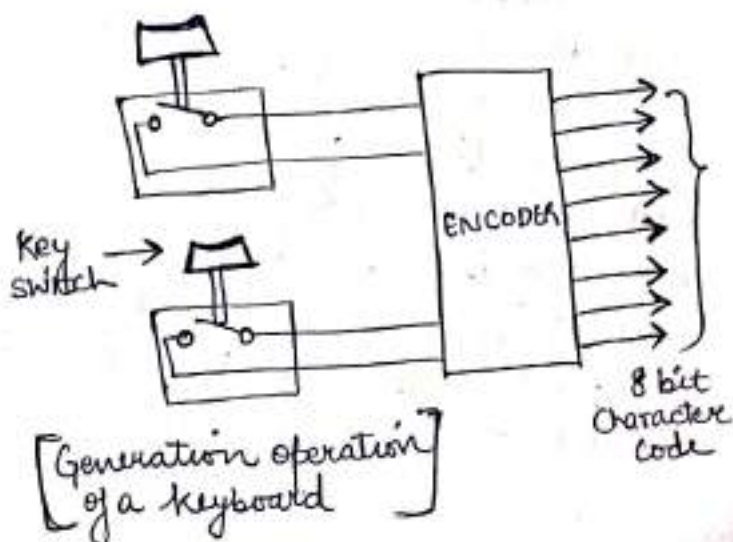 ENCODER
Key
switch
8 bit
Character
Code
[Generation operation
of a keyboard]